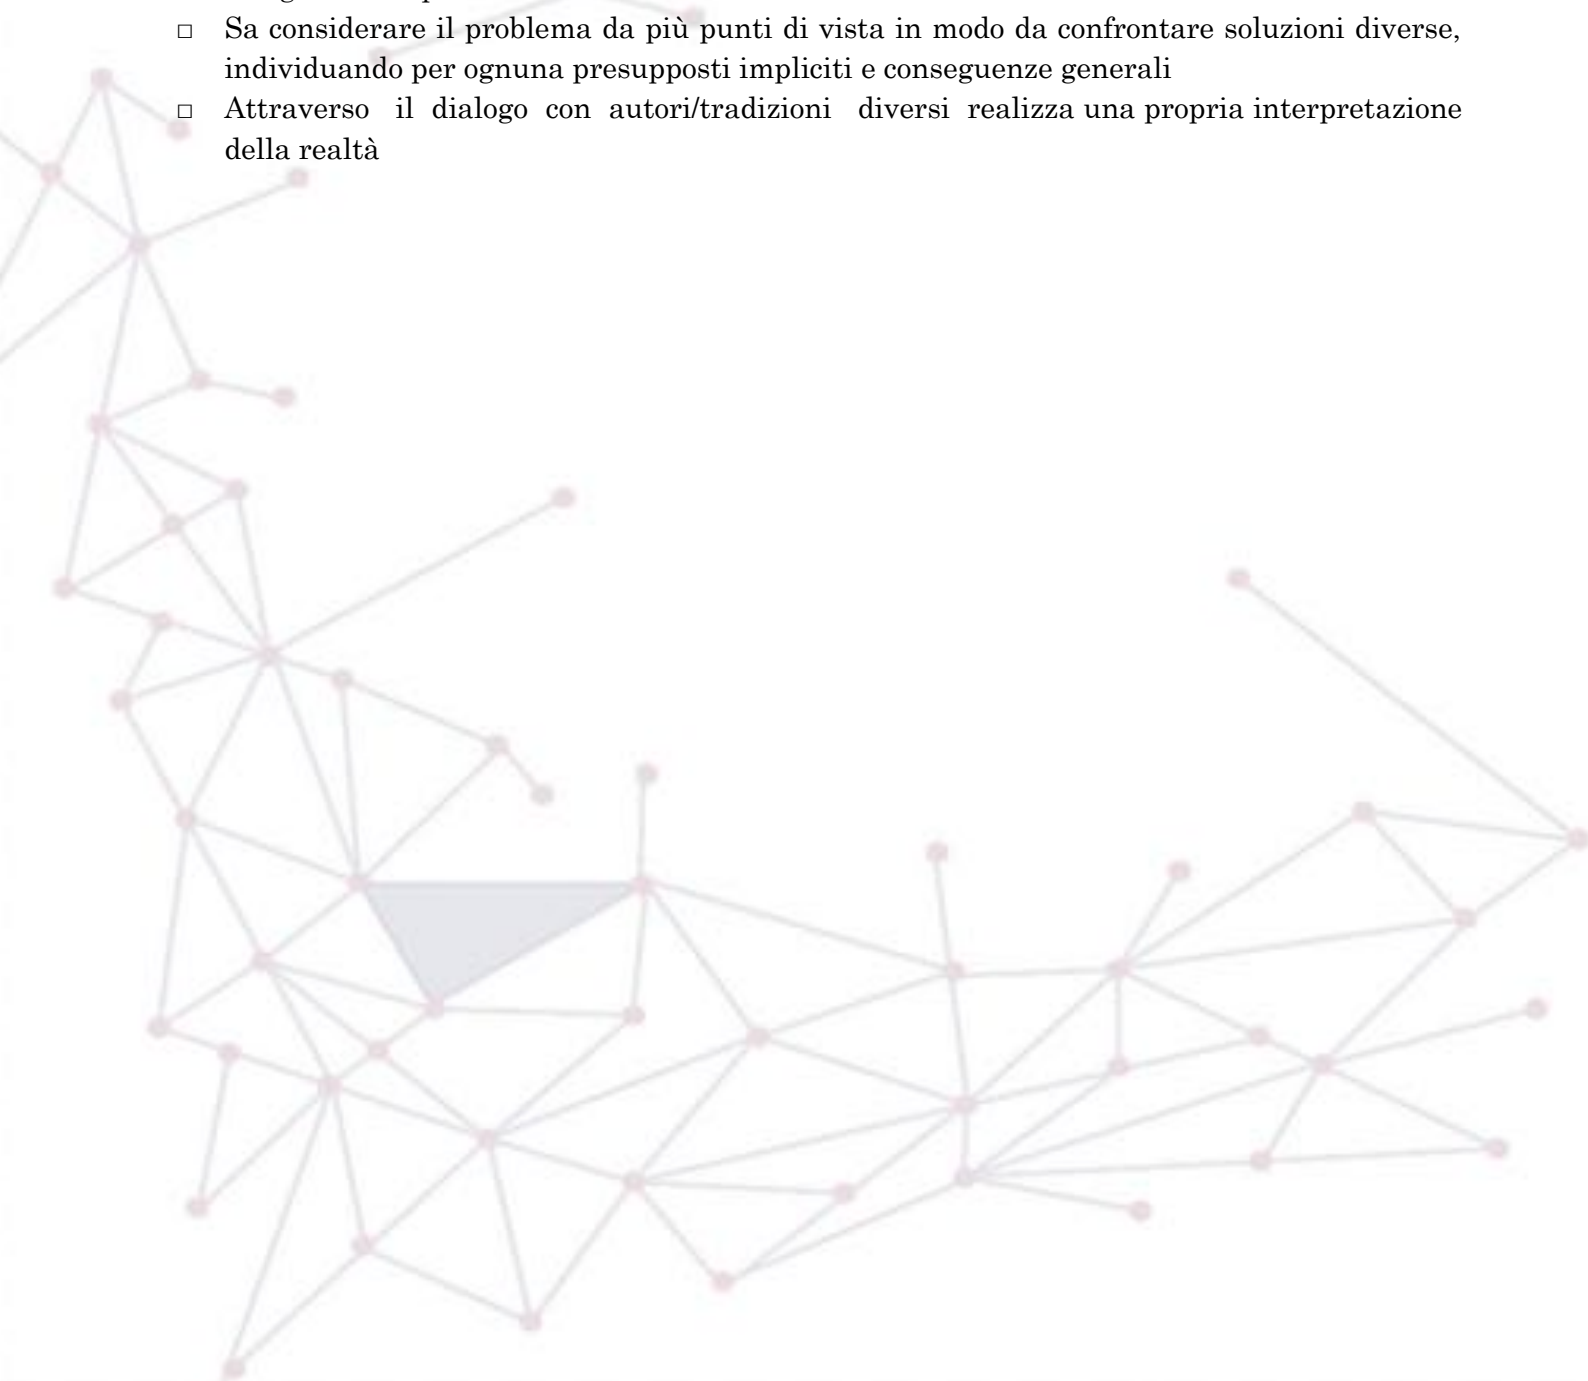 □ Sa considerare il problema da più punti di vista in modo da confrontare soluzioni diverse,
individuando per ognuna presupposti impliciti e conseguenze generali
□ Attraverso il dialogo con autori/tradizioni diversi realizza una propria interpretazione
della realtà